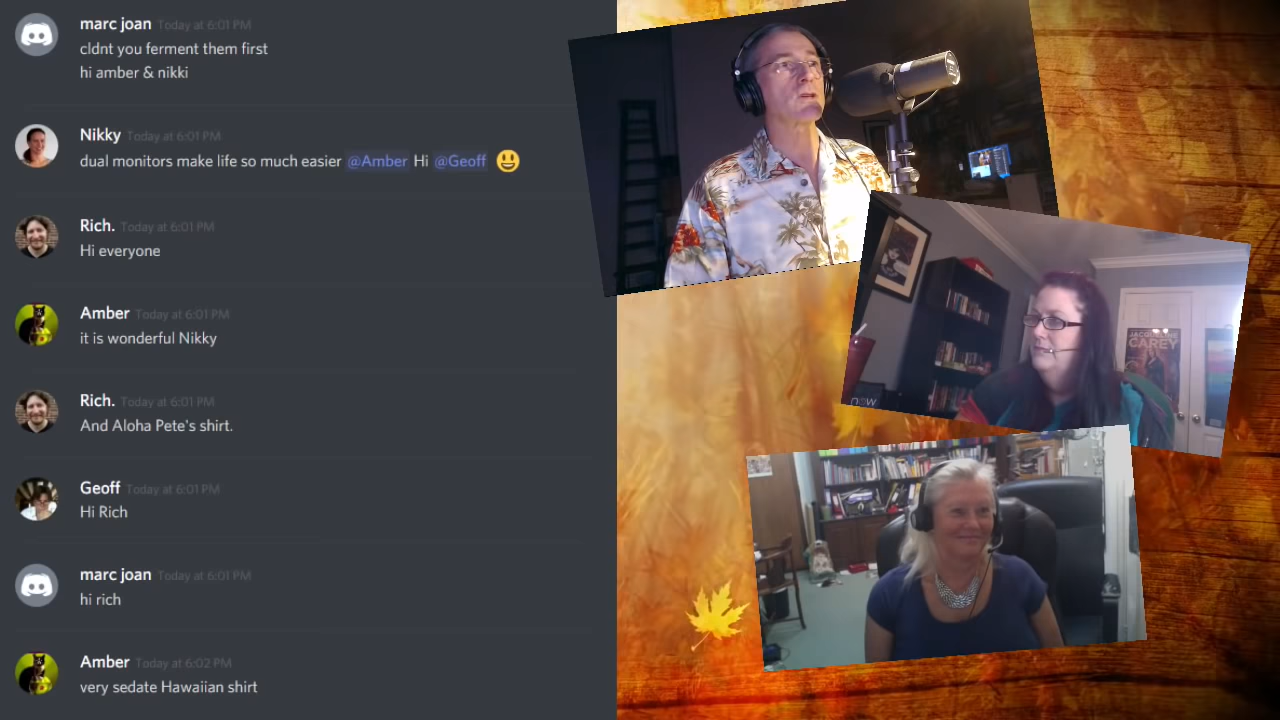 marc joan Today at 6:01 PM
cldnt you ferment them first
hi amber & nikki
Nikky Today at 6:01 PM
dual monitors make life so much easier @Amber Hi @Geoff 😃
Rich. Today at 6:01 PM
Hi everyone
Amber Today at 6:01 PM
it is wonderful Nikky
Rich. Today at 6:01 PM
And Aloha Pete's shirt.
Geoff Today at 6:01 PM
Hi Rich
marc joan Today at 6:01 PM
hi rich
Amber Today at 6:02 PM
very sedate Hawaiian shirt
JACQUELINE
CAREY
now